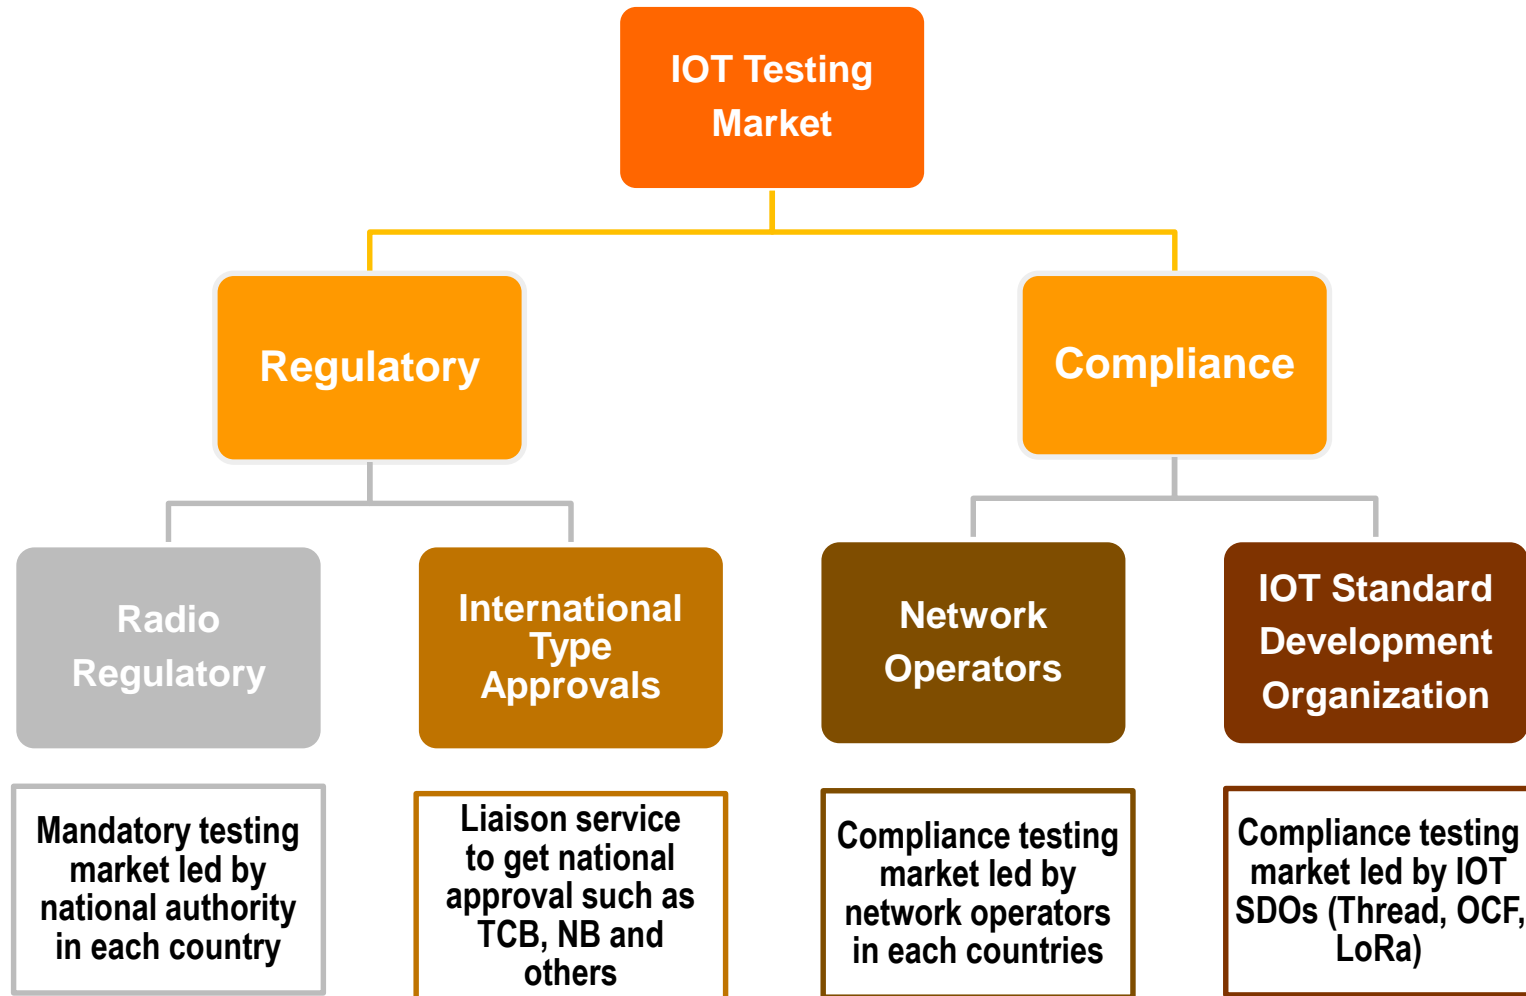 IOT Testing
Market
Regulatory
Compliance
Radio
Regulatory
International
Type
Approvals
Network
Operators
IOT Standard
Development
Organization
Mandatory testing
market led by
national authority
in each country
Liaison service
to get national
approval such as
TCB, NB and
others
Compliance testing
market led by
network operators
in each countries
Compliance testing
market led by IOT
SDOs (Thread, OCF,
LoRa)